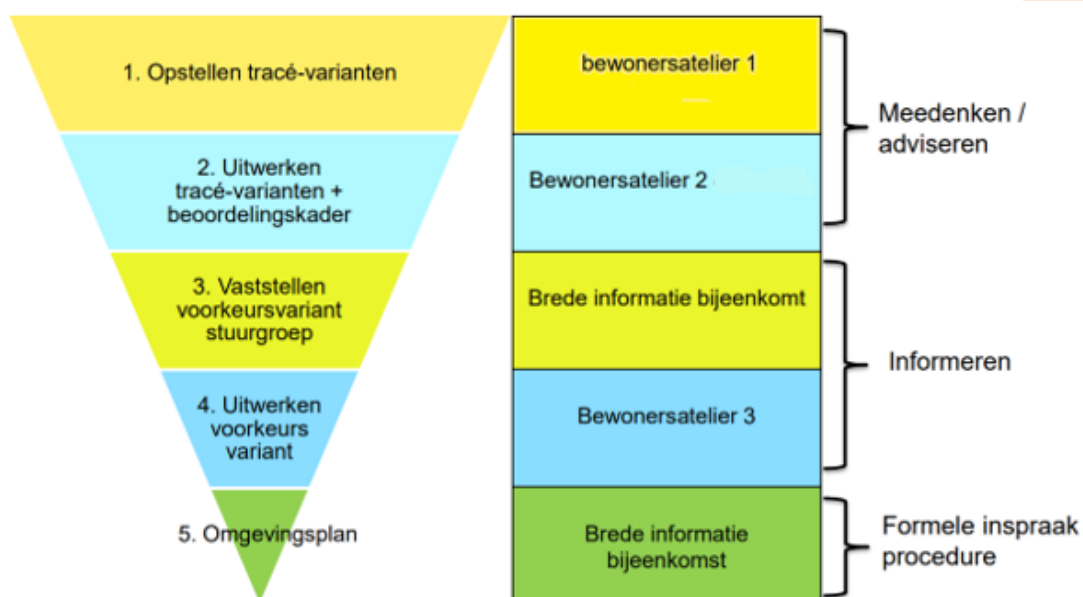 1. Opstellen tracé-varianten
bewonersatelier 1
Meedenken /
adviseren
2. Uitwerken
tracé-varianten +
beoordelingskader
Bewonersatelier 2
3. Vaststellen
voorkeursvariant
stuurgroep
Brede informatie bijeenkomt
Informeren
4. Uitwerken
voorkeurs
variant
Bewonersatelier 3
5. Omgevingsplan
Brede informatie
bijeenkomst
Formele inspraak
procedure